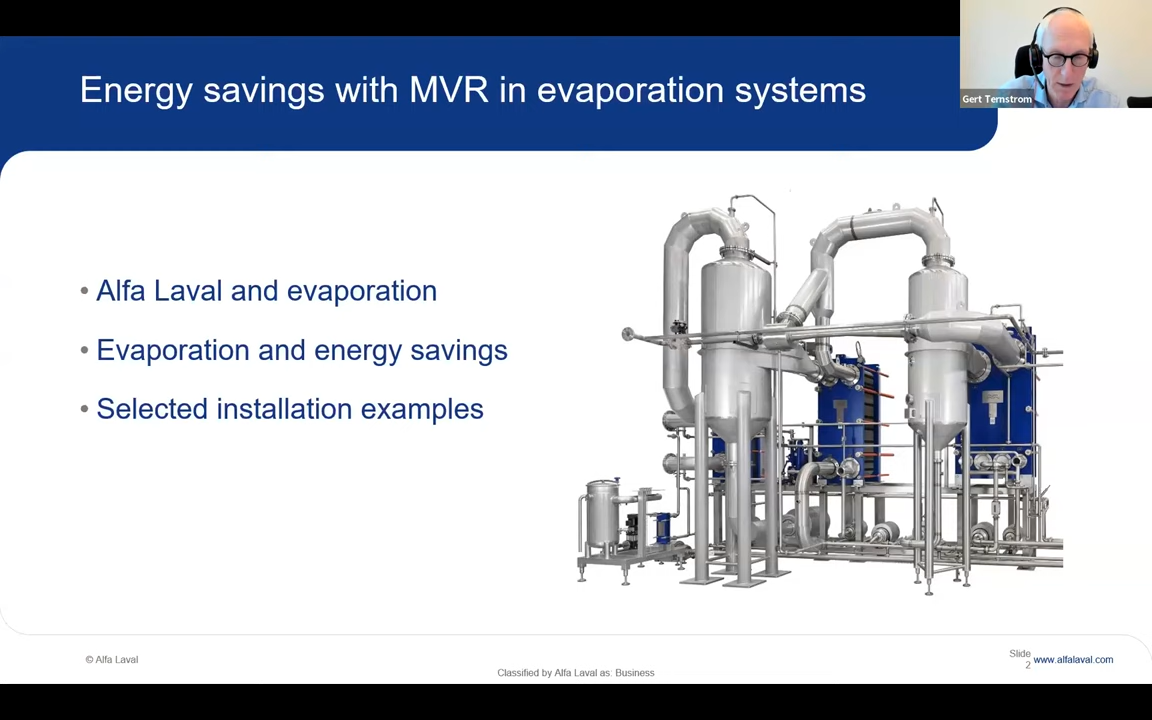 Energy savings with MVR in evaporation systems
Gert Ternstrom
• Alfa Laval and evaporation
• Evaporation and energy savings
• Selected installation examples
© Alfa Laval
Classified by Alfa Laval as: Business
Slide
2
www.alfalaval.com